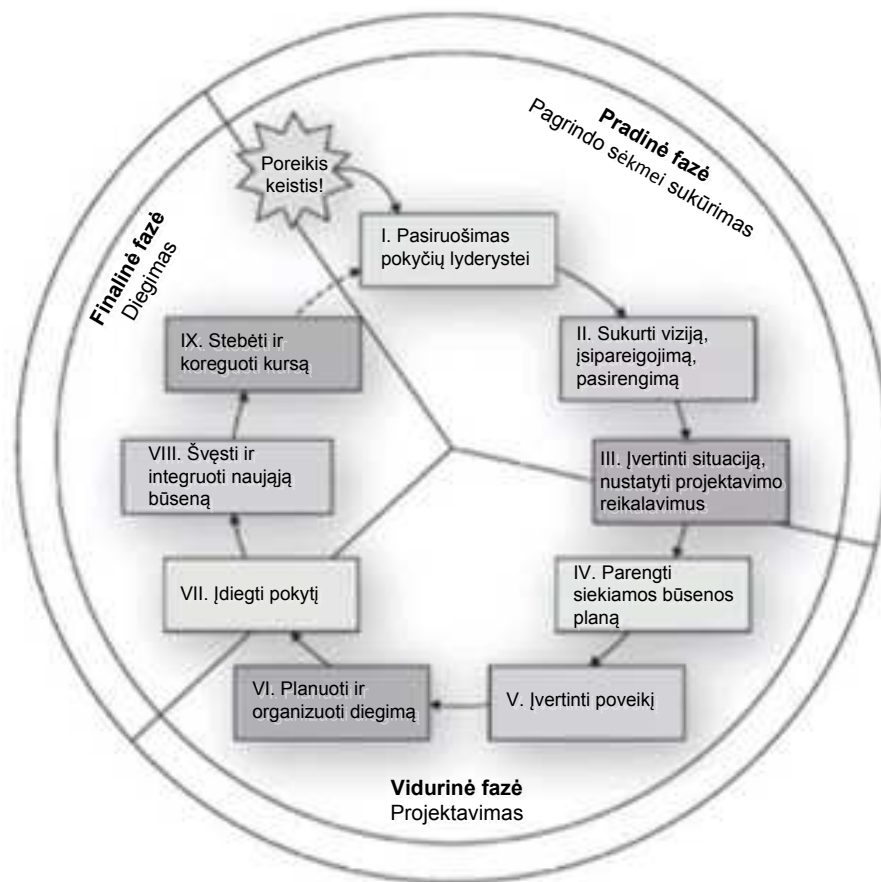 Poreikis
keistis!
Pradinė fazė
Pagrindo sėkmei sukūrimas
I. Pasiruošimas
pokyčių lyderystei
II. Sukurti viziją,
įsipareigojimą,
pasirengimą
III. Įvertinti situaciją,
nustatyti projektavimo
reikalavimus
IV. Parengti
siekiamos būsenos
planą
V. Įvertinti poveikį
VI. Planuoti ir
organizuoti diegimą
Vidurinė fazė
Projektavimas
VII. Įdiegti pokytį
VIII. Švęsti ir
integruoti naująją
būseną
IX. Stebėti ir
koreguoti kursą
Finalinė fazė
Diegimas